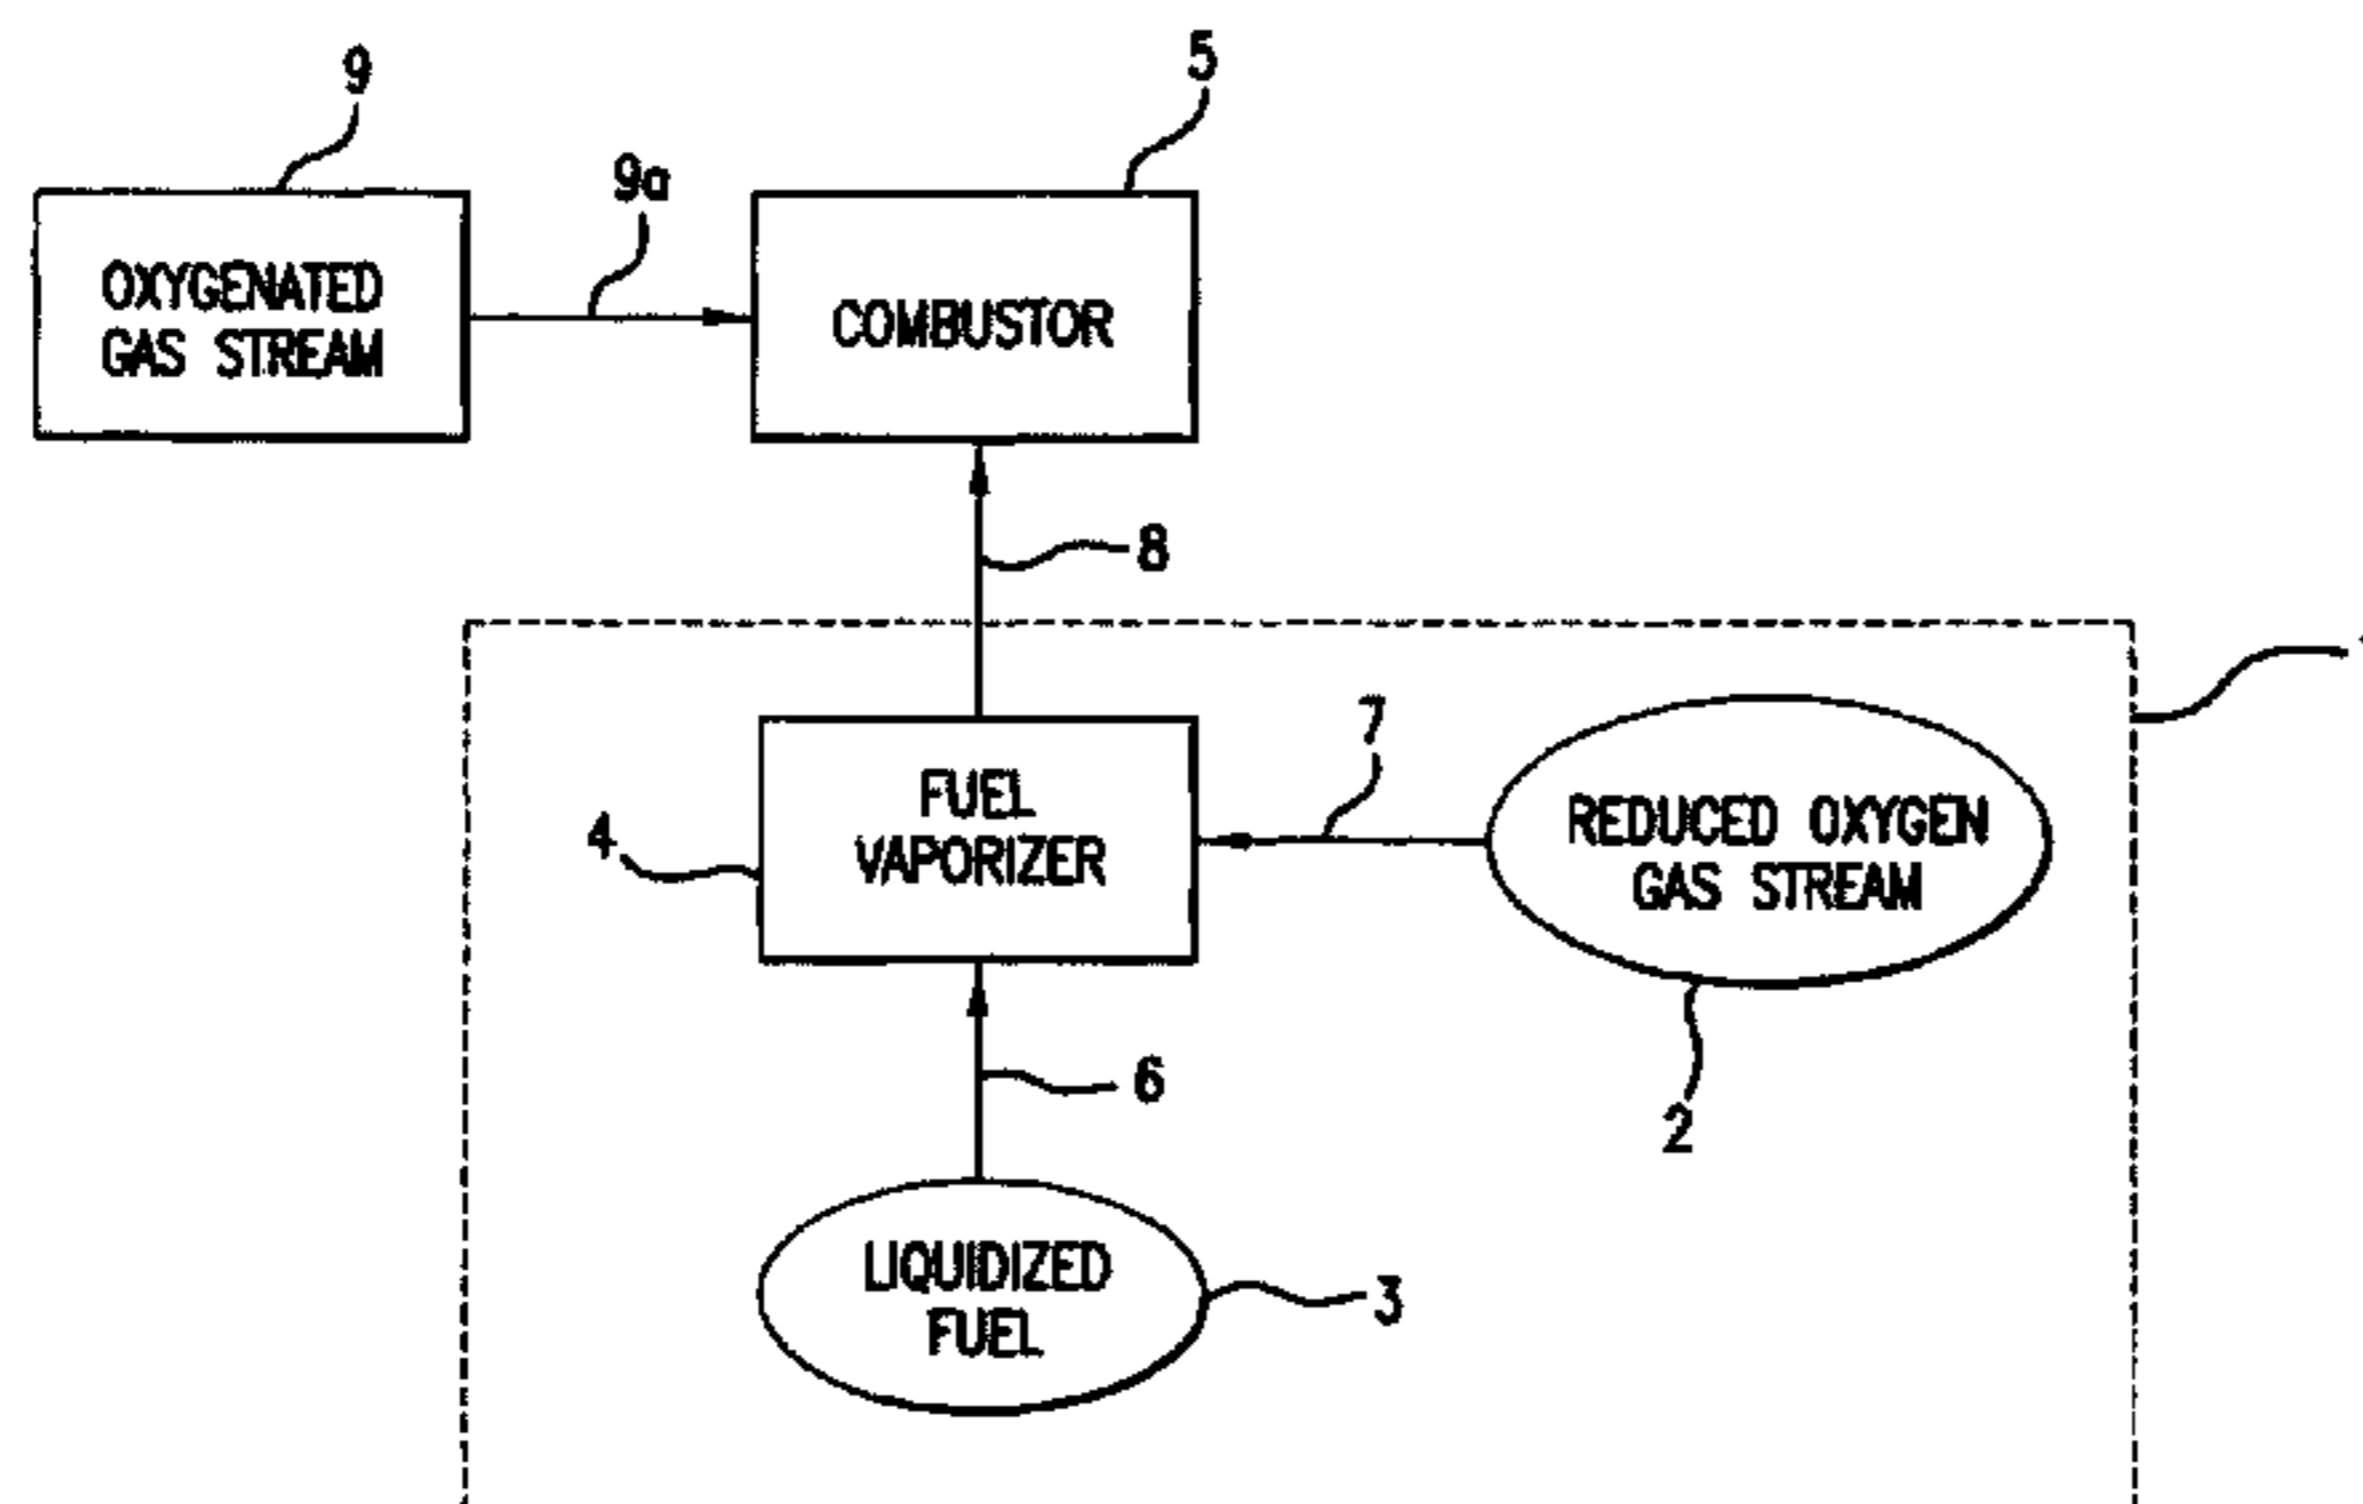 9
5
9a
OXYGENATED
GAS STREAM
COMBUSTOR
8
7
FUEL
VAPORIZER
4
REDUCED OXYGEN
GAS STREAM
6
2
LIQUIDIZED
FUEL
3